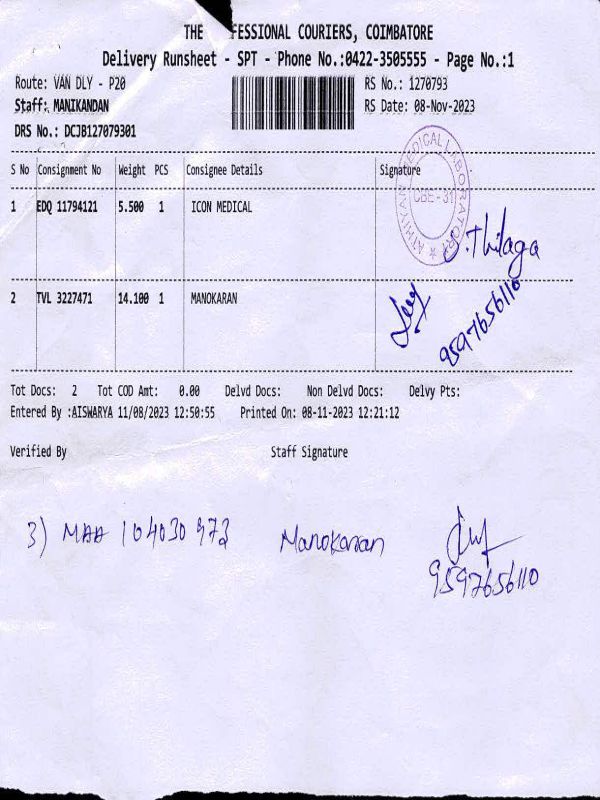 THE FESSIONAL COURIERS, COIMBATORE
Delivery Runsheet - SPT - Phone No.:0422-3505555 - Page No.:1
Route: VAN DLY - P20 RS No.: 1270793
Staff: MANIKANDAN RS Date: 08-Nov-2023
DRS No.: DCJB127079301
S No Consignment No Weight PCS Consignee Details Signature
MEDICAL LABORATORY
CBE - 31
1 EDQ 11794121 5.500 1 ICON MEDICAL
S. Thilaga
2 TVL 3227471 14.100 1 MANOKARAN
9597656110
Tot Docs: 2 Tot COD Amt: 0.00 Delvd Docs: Non Delvd Docs: Delvy Pts:
Entered By :AISWARYA 11/08/2023 12:50:55 Printed On: 08-11-2023 12:21:12
Verified By Staff Signature
3) MAA 104030973 Manokaran
9597656110